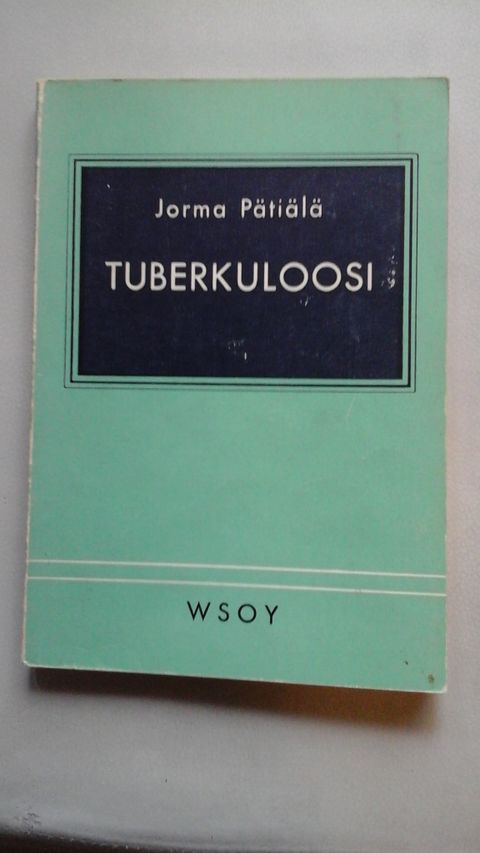 Jorma Pätiälä
TUBERKULOOSI
WSOY